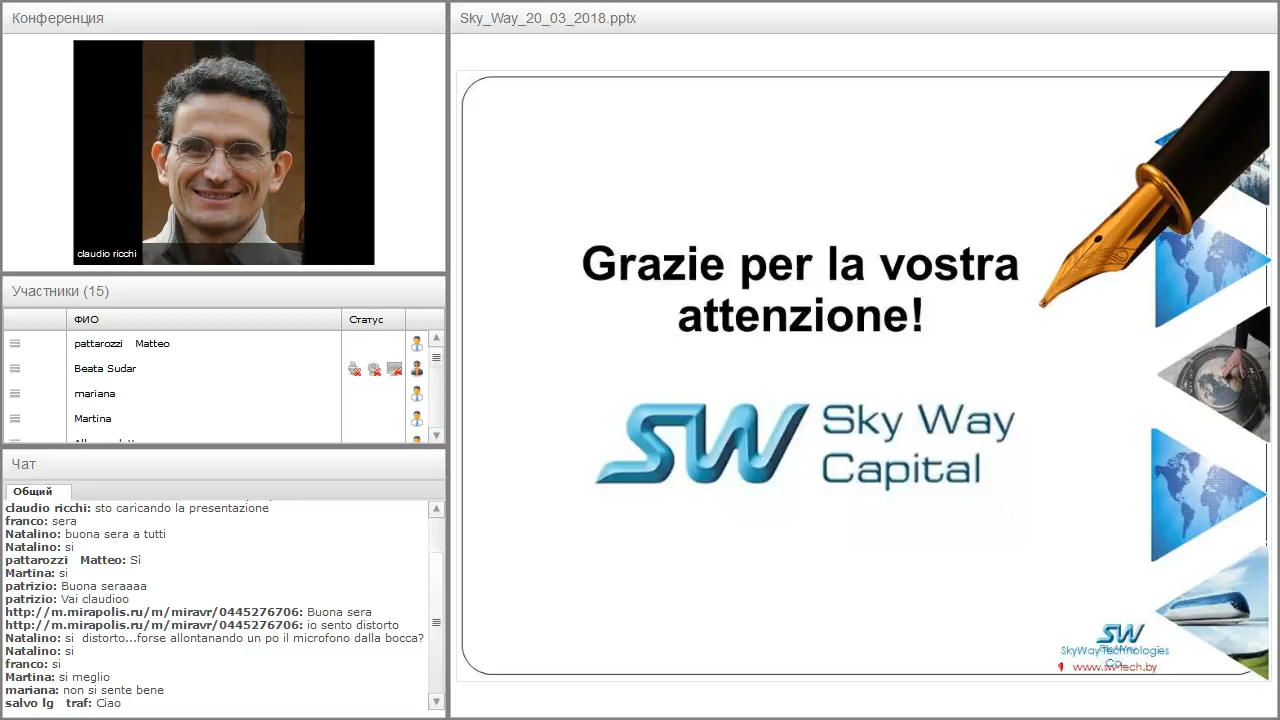 Конференция
claudio ricchi
Участники (15)
ФИО Статус
pattarozzi Matteo
Beata Sudar
mariana
Martina
Чат
Общий
claudio ricchi: sto caricando la presentazione
franco: sera
Natalino: buona sera a tutti
Natalino: si
pattarozzi Matteo: Sì
Martina: si
patrizio: Buona seraaaa
patrizio: Vai claudioo
http://m.mirapolis.ru/m/miravr/0445276706: Buona sera
http://m.mirapolis.ru/m/miravr/0445276706: io sento distorto
Natalino: si distorto...forse allontanando un po il microfono dalla bocca?
Natalino: si
franco: si
Martina: si meglio
mariana: non si sente bene
salvo lg traf: Ciao
Sky_Way_20_03_2018.pptx
Grazie per la vostra
attenzione!
SW Sky Way
Capital
SW
SkyWay Technologies
Co.
www.sw-tech.by